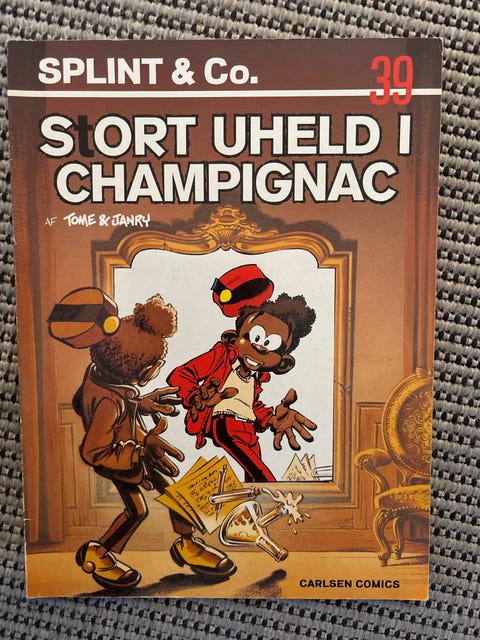 SPLINT & Co.
39
StORT UHELD I
CHAMPIGNAC
AF TOME & JANRY
CARLSEN COMICS